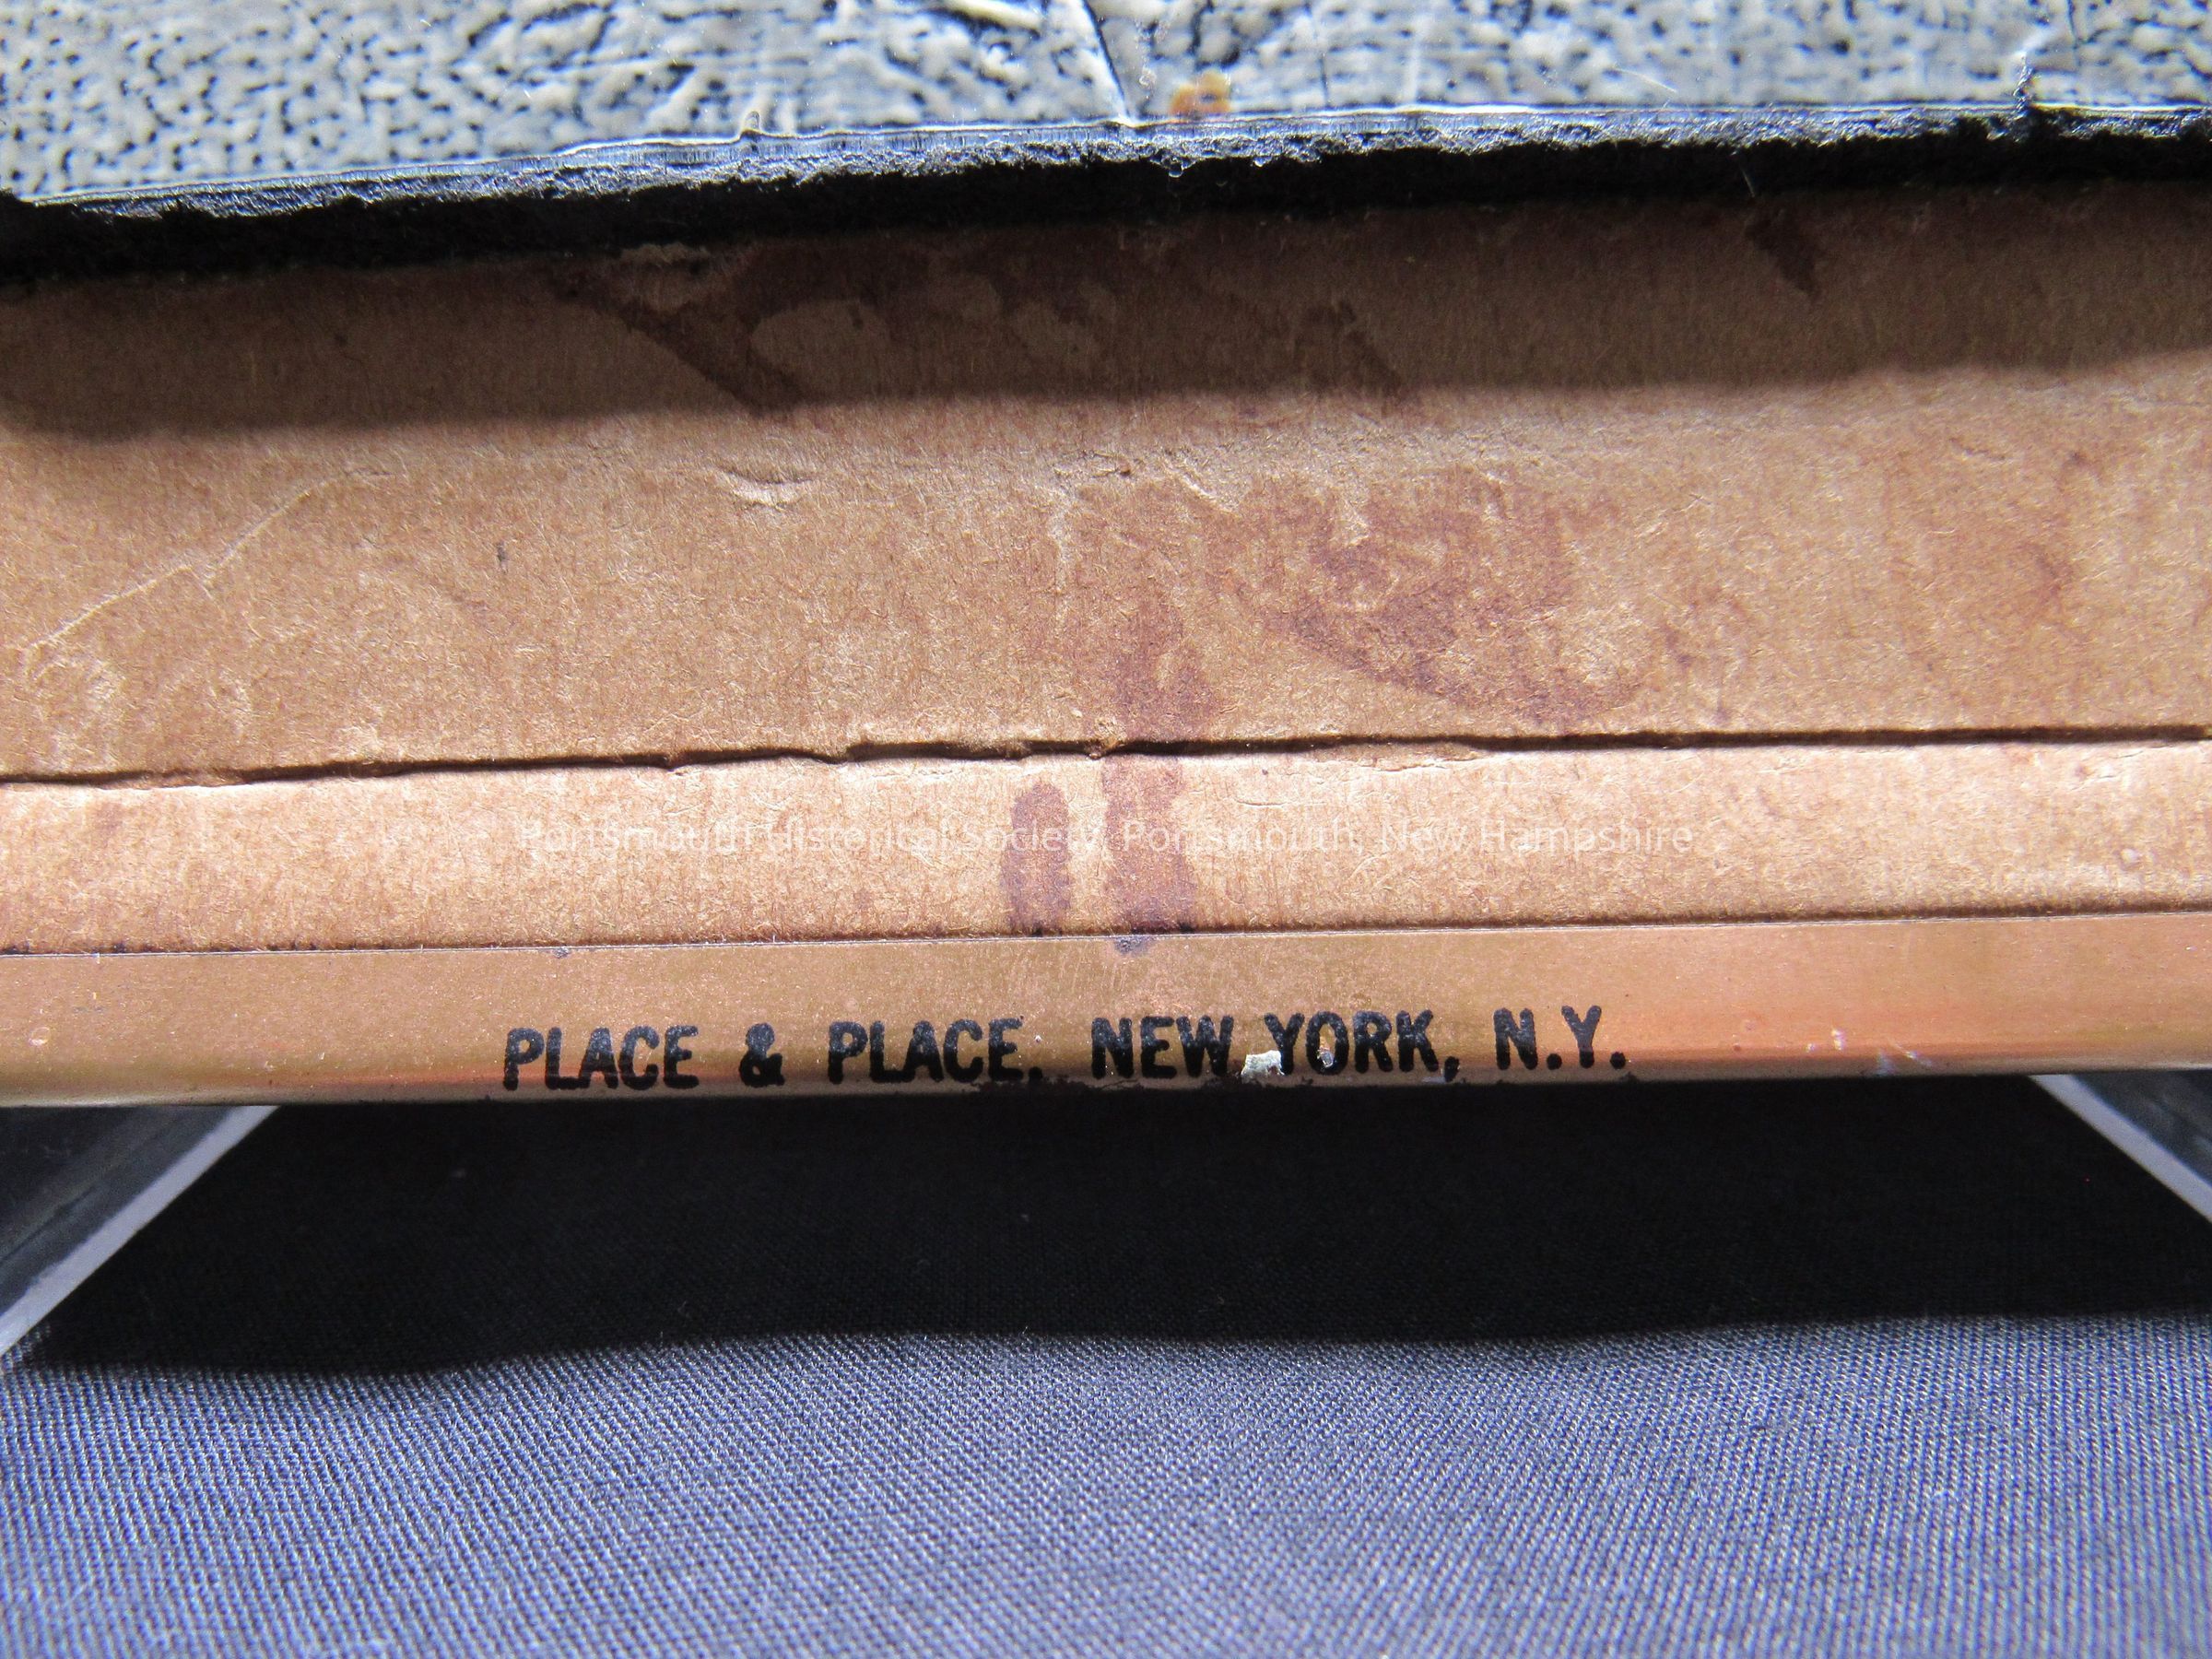 Portsmouth Historical Society, Portsmouth, New Hampshire
PLACE & PLACE. NEW YORK, N.Y.